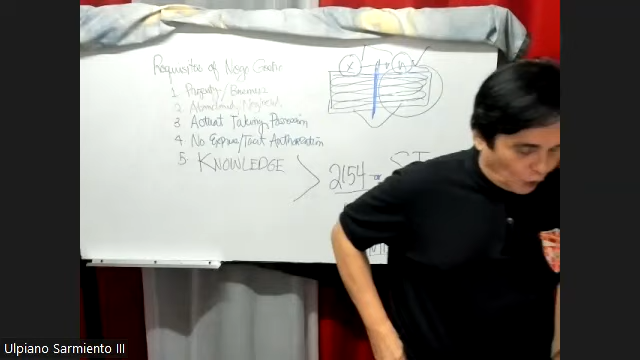 Requisites of Nego Gestio
1 Property/Business
2 Abandoned/Neglected
3 Actual Taking Possession
4 No Express/Tacit Authorization
5. KNOWLEDGE
X
2154 -
Ulpiano Sarmiento III